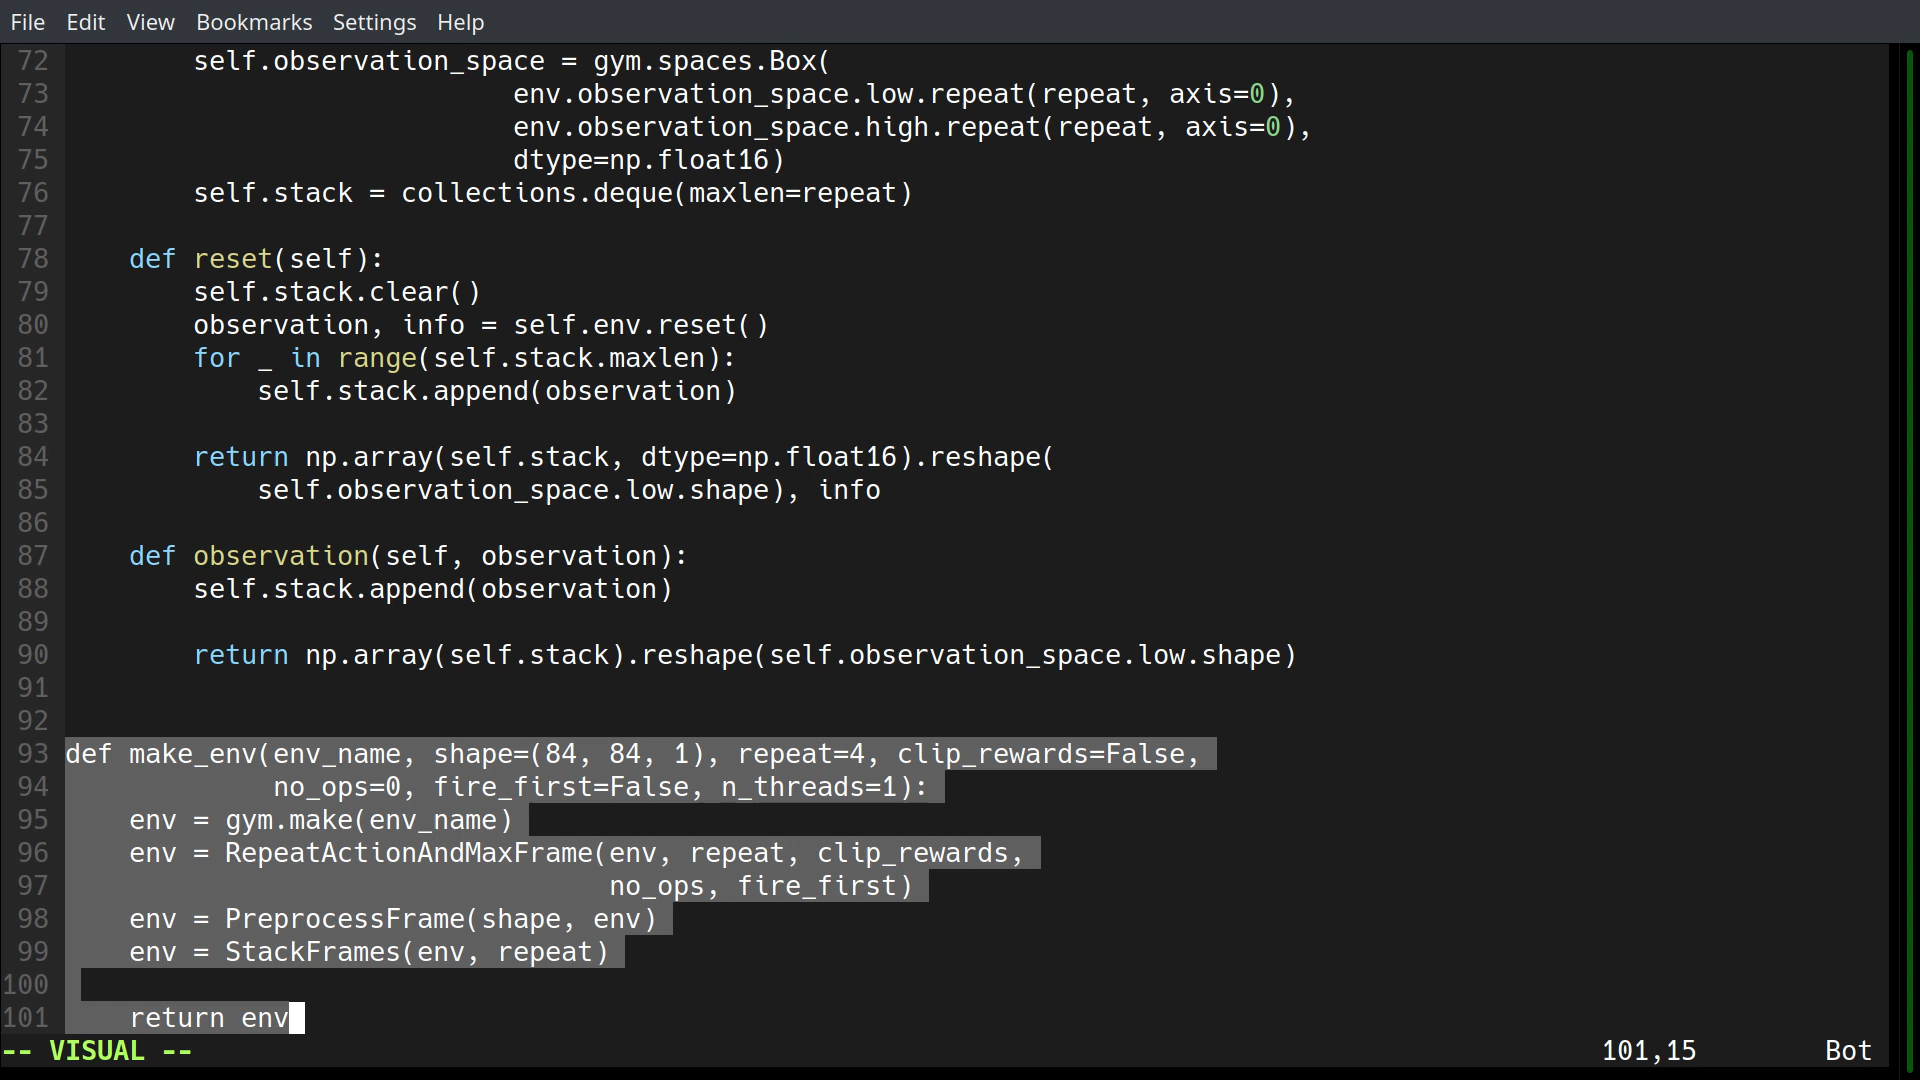 File Edit View Bookmarks Settings Help
72         self.observation_space = gym.spaces.Box(
73                             env.observation_space.low.repeat(repeat, axis=0),
74                             env.observation_space.high.repeat(repeat, axis=0),
75                             dtype=np.float16)
76         self.stack = collections.deque(maxlen=repeat)
77
78     def reset(self):
79         self.stack.clear()
80         observation, info = self.env.reset()
81         for _ in range(self.stack.maxlen):
82             self.stack.append(observation)
83
84         return np.array(self.stack, dtype=np.float16).reshape(
85             self.observation_space.low.shape), info
86
87     def observation(self, observation):
88         self.stack.append(observation)
89
90         return np.array(self.stack).reshape(self.observation_space.low.shape)
91
92
93 def make_env(env_name, shape=(84, 84, 1), repeat=4, clip_rewards=False,
94              no_ops=0, fire_first=False, n_threads=1):
95     env = gym.make(env_name)
96     env = RepeatActionAndMaxFrame(env, repeat, clip_rewards,
97                                   no_ops, fire_first)
98     env = PreprocessFrame(shape, env)
99     env = StackFrames(env, repeat)
100
101     return env
-- VISUAL -- 101,15 Bot